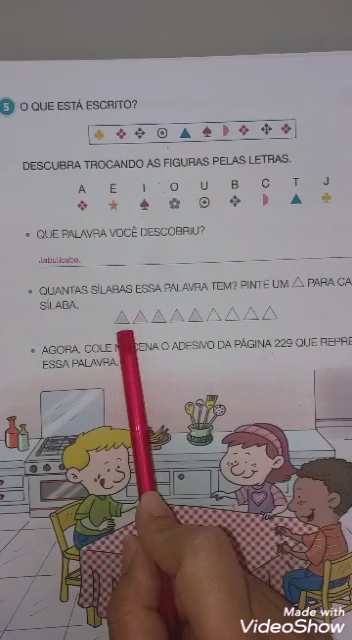 5 O QUE ESTÁ ESCRITO?
DESCUBRA TROCANDO AS FIGURAS PELAS LETRAS.
A E I O U B C T J
• QUE PALAVRA VOCÊ DESCOBRIU?
Jabuticaba.
• QUANTAS SÍLABAS ESSA PALAVRA TEM? PINTE UM △ PARA CA
SÍLABA.
• AGORA, COLE N CENA O ADESIVO DA PÁGINA 229 QUE REPRE
ESSA PALAVRA.
Made with
VideoShow